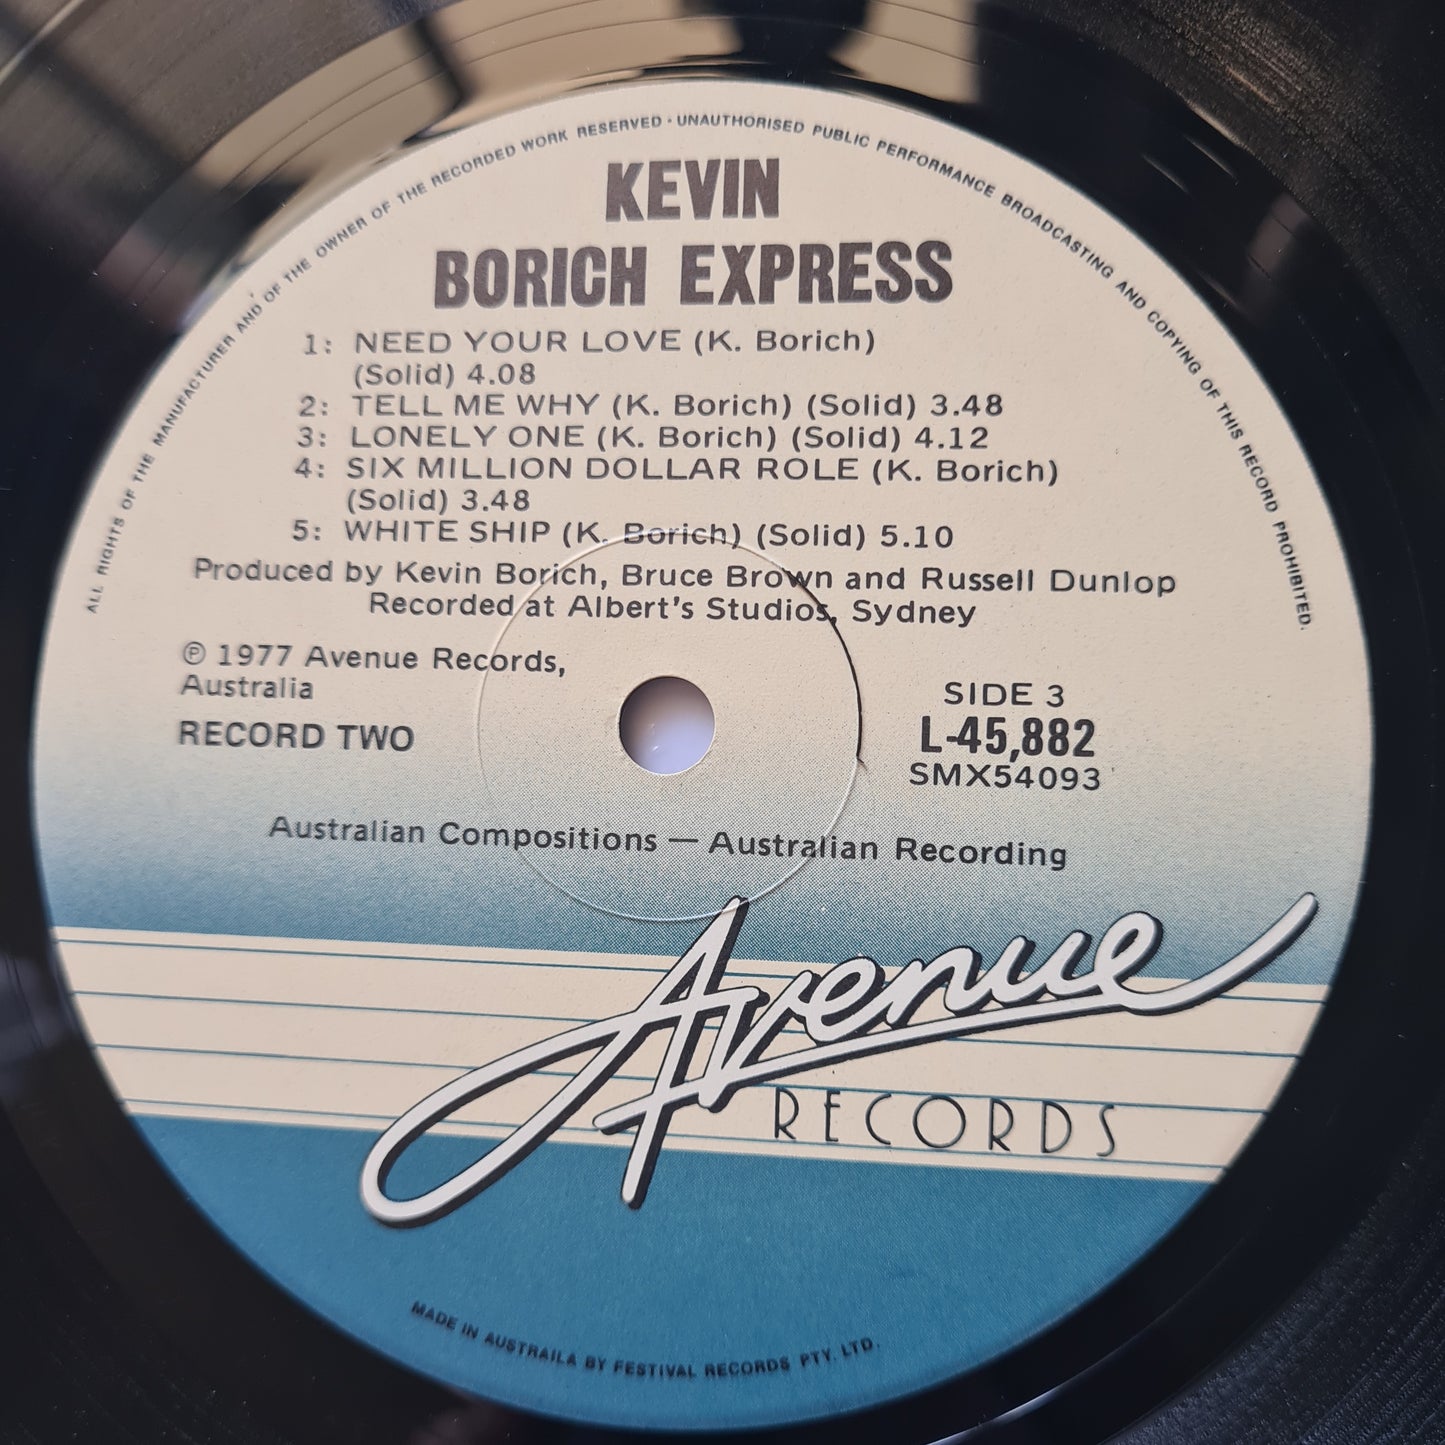 ALL RIGHTS OF THE MANUFACTURER AND OF THE OWNER OF THE RECORDED WORK RESERVED · UNAUTHORISED PUBLIC PERFORMANCE BROADCASTING AND COPYING OF THIS RECORD PROHIBITED.
KEVIN
BORICH EXPRESS
1: NEED YOUR LOVE (K. Borich)
(Solid) 4.08
2: TELL ME WHY (K. Borich) (Solid) 3.48
3: LONELY ONE (K. Borich) (Solid) 4.12
4: SIX MILLION DOLLAR ROLE (K. Borich)
(Solid) 3.48
5: WHITE SHIP (K. Borich) (Solid) 5.10
Produced by Kevin Borich, Bruce Brown and Russell Dunlop
Recorded at Albert's Studios, Sydney
℗ 1977 Avenue Records,
Australia
RECORD TWO
SIDE 3
L-45,882
SMX54093
Australian Compositions — Australian Recording
Avenue
RECORDS
MADE IN AUSTRAILA BY FESTIVAL RECORDS PTY. LTD.